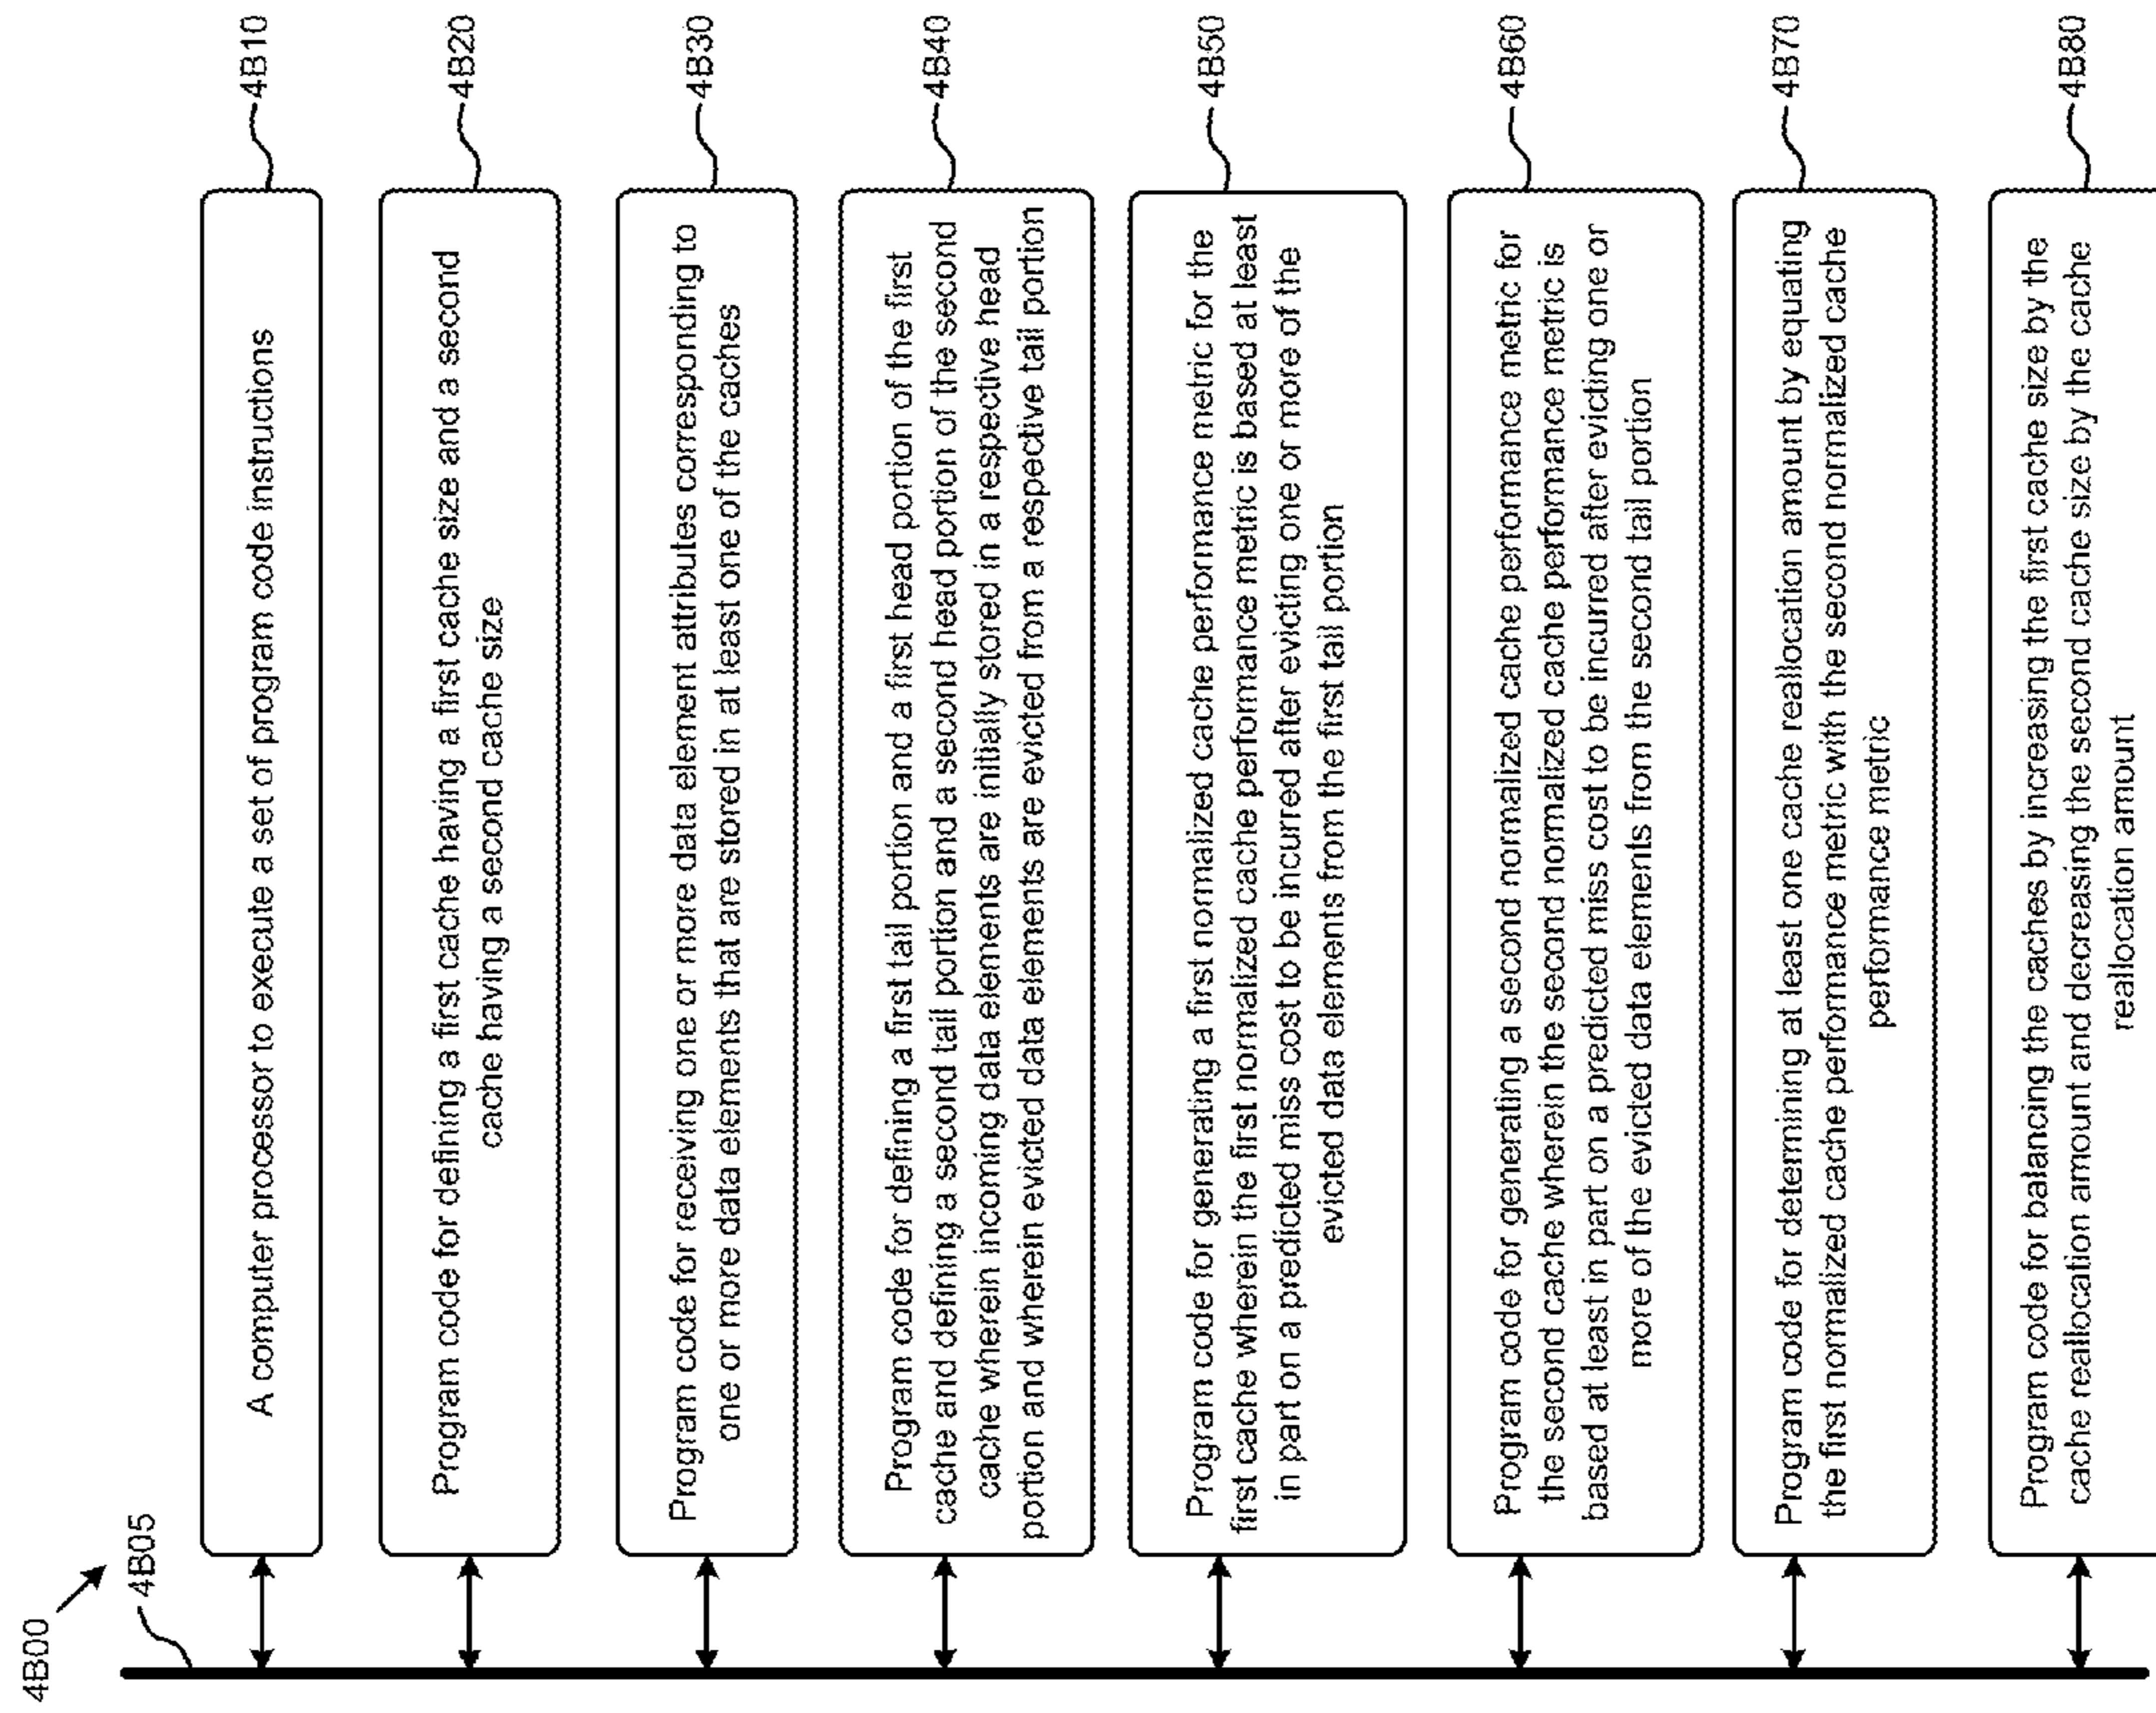 4B00
4B05
A computer processor to execute a set of program code instructions
4B10
Program code for defining a first cache having a first cache size and a second
cache having a second cache size
4B20
Program code for receiving one or more data element attributes corresponding to
one or more data elements that are stored in at least one of the caches
4B30
Program code for defining a first tail portion and a first head portion of the first
cache and defining a second tail portion and a second head portion of the second
cache wherein incoming data elements are initially stored in a respective head
portion and wherein evicted data elements are evicted from a respective tail portion
4B40
Program code for generating a first normalized cache performance metric for the
first cache wherein the first normalized cache performance metric is based at least
in part on a predicted miss cost to be incurred after evicting one or more of the
evicted data elements from the first tail portion
4B50
Program code for generating a second normalized cache performance metric for
the second cache wherein the second normalized cache performance metric is
based at least in part on a predicted miss cost to be incurred after evicting one or
more of the evicted data elements from the second tail portion
4B60
Program code for determining at least one cache reallocation amount by equating
the first normalized cache performance metric with the second normalized cache
performance metric
4B70
Program code for balancing the caches by increasing the first cache size by the
cache reallocation amount and decreasing the second cache size by the cache
reallocation amount
4B80